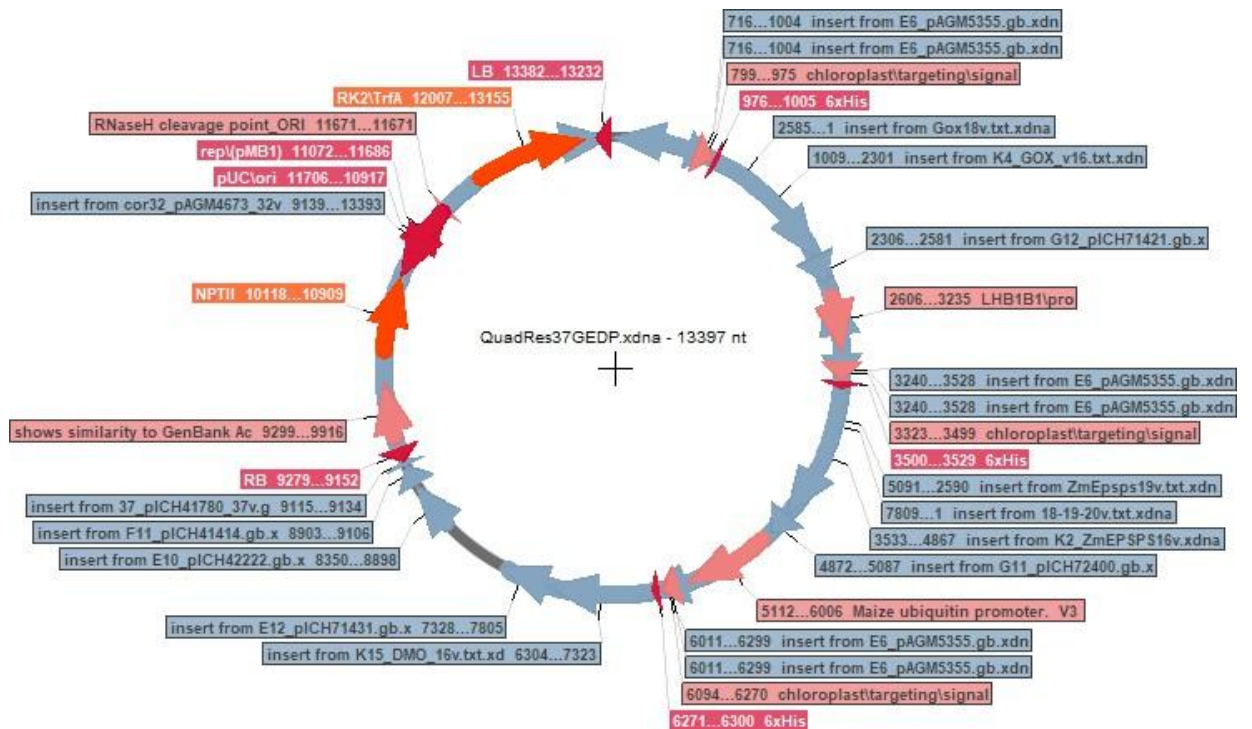 716...1004 insert from E6_pAGM5355.gb.xdn
716...1004 insert from E6_pAGM5355.gb.xdn
LB 13382...13232
799...975 chloroplast\targeting\signal
RK2\TrfA 12007...13155
976...1005 6xHis
RNaseH cleavage point_ORI 11671...11671
2585...1 insert from Gox18v.txt.xdna
rep\(pMB1) 11072...11686
1009...2301 insert from K4_GOX_v16.txt.xdn
pUC\ori 11706...10917
insert from cor32_pAGM4673_32v 9139...13393
2306...2581 insert from G12_pICH71421.gb.x
NPTII 10118...10909
2606...3235 LHB1B1\pro
QuadRes37GEDP.xdna - 13397 nt
3240...3528 insert from E6_pAGM5355.gb.xdn
3240...3528 insert from E6_pAGM5355.gb.xdn
shows similarity to GenBank Ac 9299...9916
3323...3499 chloroplast\targeting\signal
3500...3529 6xHis
RB 9279...9152
5091...2590 insert from ZmEpsps19v.txt.xdn
insert from 37_pICH41780_37v.g 9115...9134
7809...1 insert from 18-19-20v.txt.xdna
insert from F11_pICH41414.gb.x 8903...9106
3533...4867 insert from K2_ZmEPSPS16v.xdna
insert from E10_pICH42222.gb.x 8350...8898
4872...5087 insert from G11_pICH72400.gb.x
5112...6006 Maize ubiquitin promoter. V3
insert from E12_pICH71431.gb.x 7328...7805
6011...6299 insert from E6_pAGM5355.gb.xdn
insert from K15_DMO_16v.txt.xd 6304...7323
6011...6299 insert from E6_pAGM5355.gb.xdn
6094...6270 chloroplast\targeting\signal
6271...6300 6xHis